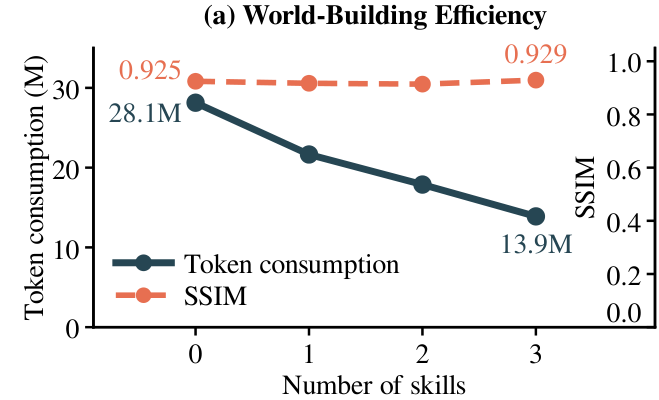 (a) World-Building Efficiency
Token consumption (M)
30
20
10
0
0.925
28.1M
0.929
13.9M
Token consumption
SSIM
1.0
0.8
0.6
0.4
0.2
0.0
SSIM
0
1
2
3
Number of skills